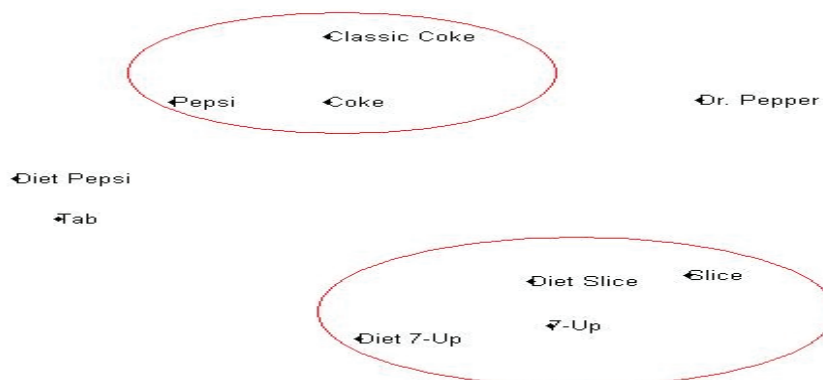 Classic Coke
Pepsi
Coke
Dr. Pepper
Diet Pepsi
Tab
Diet Slice
Slice
Diet 7-Up
7-Up